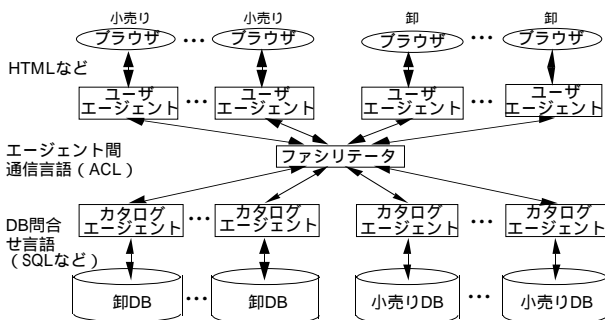 小売り 小売り 卸 卸
ブラウザ … ブラウザ ブラウザ … ブラウザ
HTMLなど
ユーザ
エージェント … ユーザ
エージェント ユーザ
エージェント … ユーザ
エージェント
エージェント間
通信言語(ACL)
ファシリテータ
DB問合
せ言語
(SQLなど)
カタログ
エージェント … カタログ
エージェント カタログ
エージェント … カタログ
エージェント
卸DB … 卸DB 小売りDB … 小売りDB